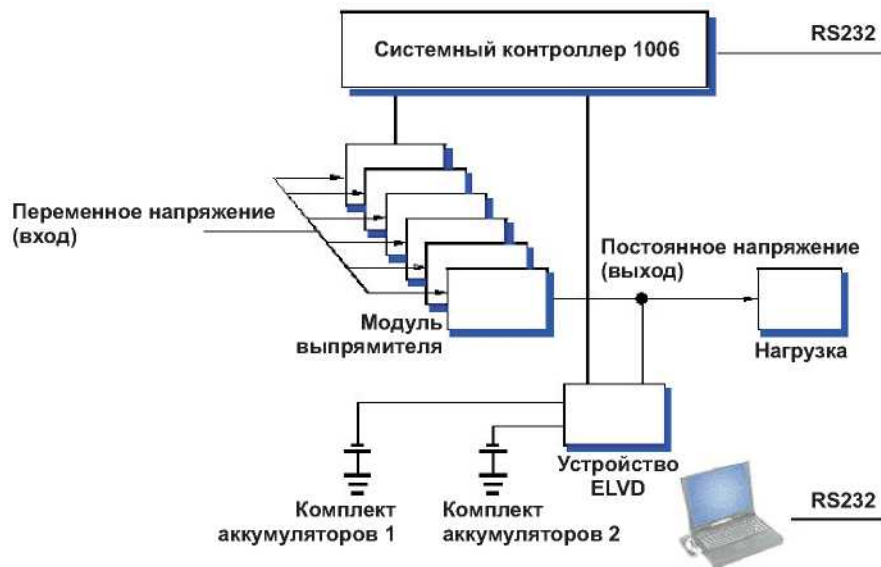 Системный контроллер 1006
RS232
Переменное напряжение
(вход)
Постоянное напряжение
(выход)
Модуль
выпрямителя
Нагрузка
Устройство
ELVD
Комплект
аккумуляторов 1
Комплект
аккумуляторов 2
RS232